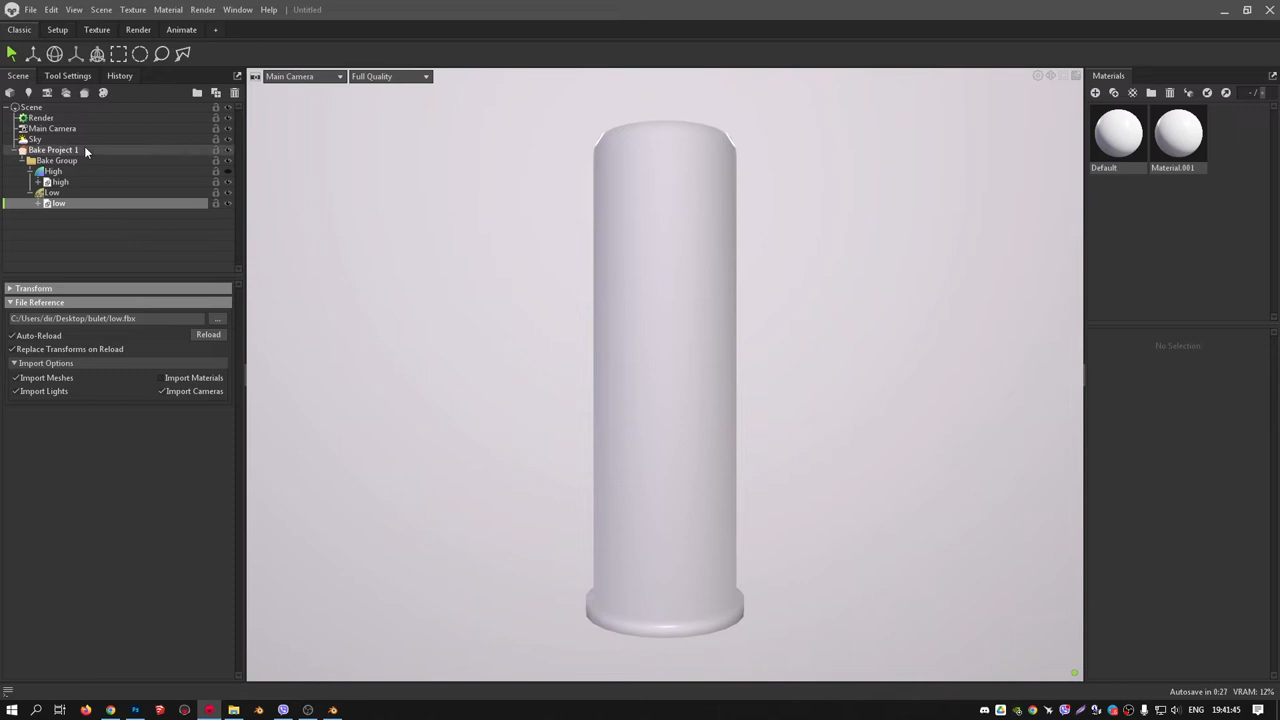 File Edit View Scene Texture Material Render Window Help Untitled
Classic Setup Texture Render Animate +
Scene Tool Settings History
Main Camera Full Quality
Materials
- /
Scene
Render
Main Camera
Sky
Bake Project 1
Bake Group
High
high
Low
low
Default Material.001
Transform
File Reference
C:/Users/dir/Desktop/bulet/low.fbx ...
Auto-Reload Reload
Replace Transforms on Reload
Import Options
Import Meshes Import Materials
Import Lights Import Cameras
No Selection
Autosave in 0:27 VRAM: 12%
ENG 19:41:45